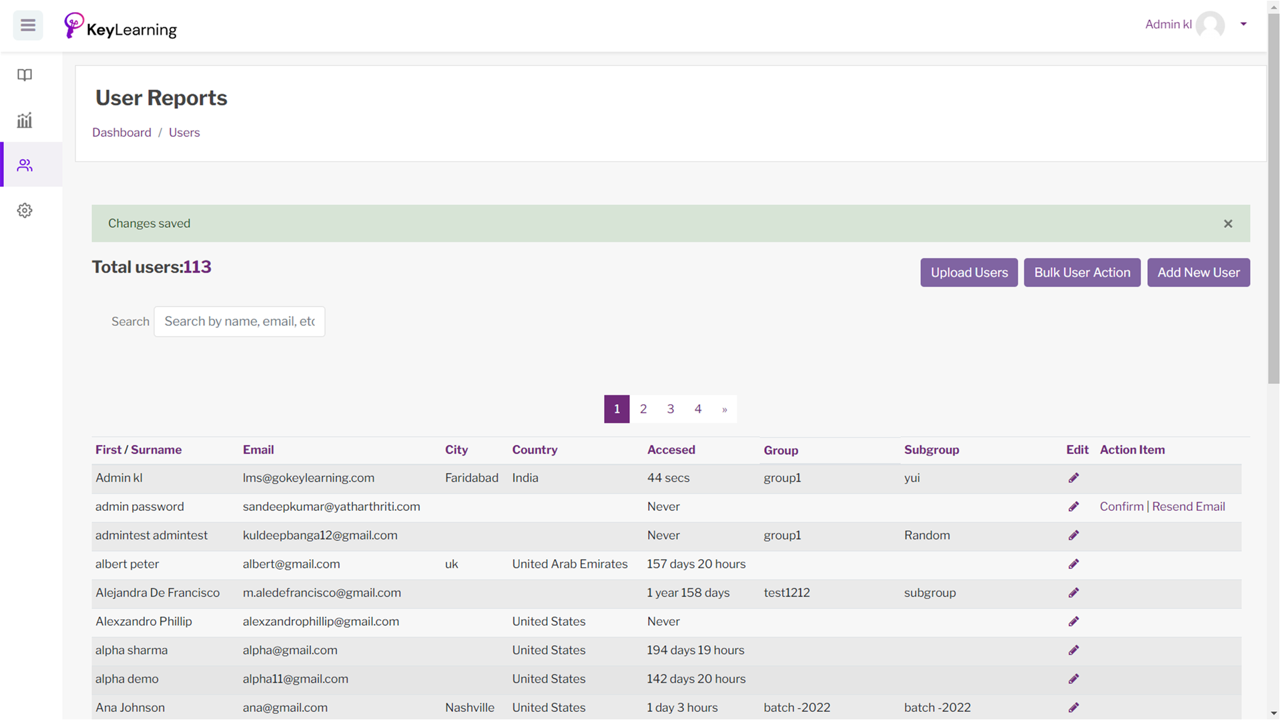 KeyLearning
Admin kl
User Reports
Dashboard / Users
Changes saved ×
Total users:113
Upload Users Bulk User Action Add New User
Search Search by name, email, etc
1 2 3 4 »
First / Surname Email City Country Accesed Group Subgroup Edit Action Item
Admin kl lms@gokeylearning.com Faridabad India 44 secs group1 yui
admin password sandeepkumar@yatharthriti.com Never Confirm | Resend Email
admintest admintest kuldeepbanga12@gmail.com Never group1 Random
albert peter albert@gmail.com uk United Arab Emirates 157 days 20 hours
Alejandra De Francisco m.aledefrancisco@gmail.com 1 year 158 days test1212 subgroup
Alexzandro Phillip alexzandrophillip@gmail.com United States Never
alpha sharma alpha@gmail.com United States 194 days 19 hours
alpha demo alpha11@gmail.com United States 142 days 20 hours
Ana Johnson ana@gmail.com Nashville United States 1 day 3 hours batch -2022 batch -2022